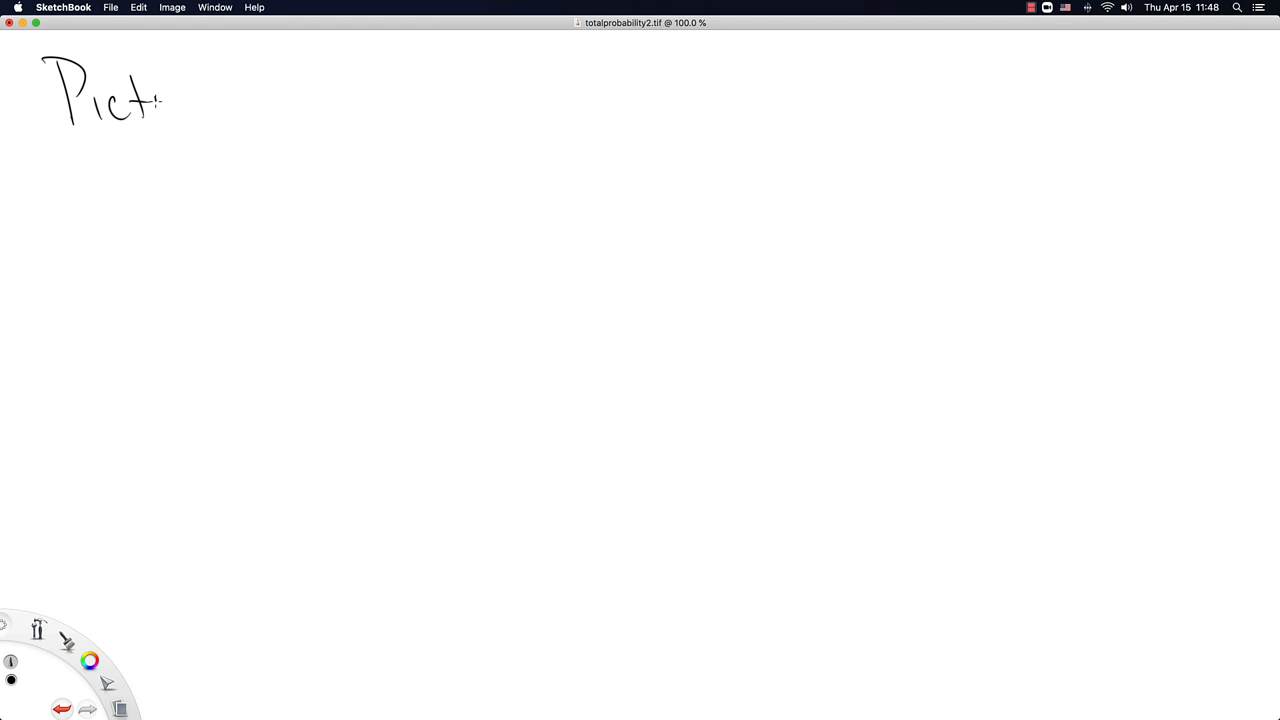 SketchBook File Edit Image Window Help Thu Apr 15 11:48
totalprobability2.tif @ 100.0 %
Pict